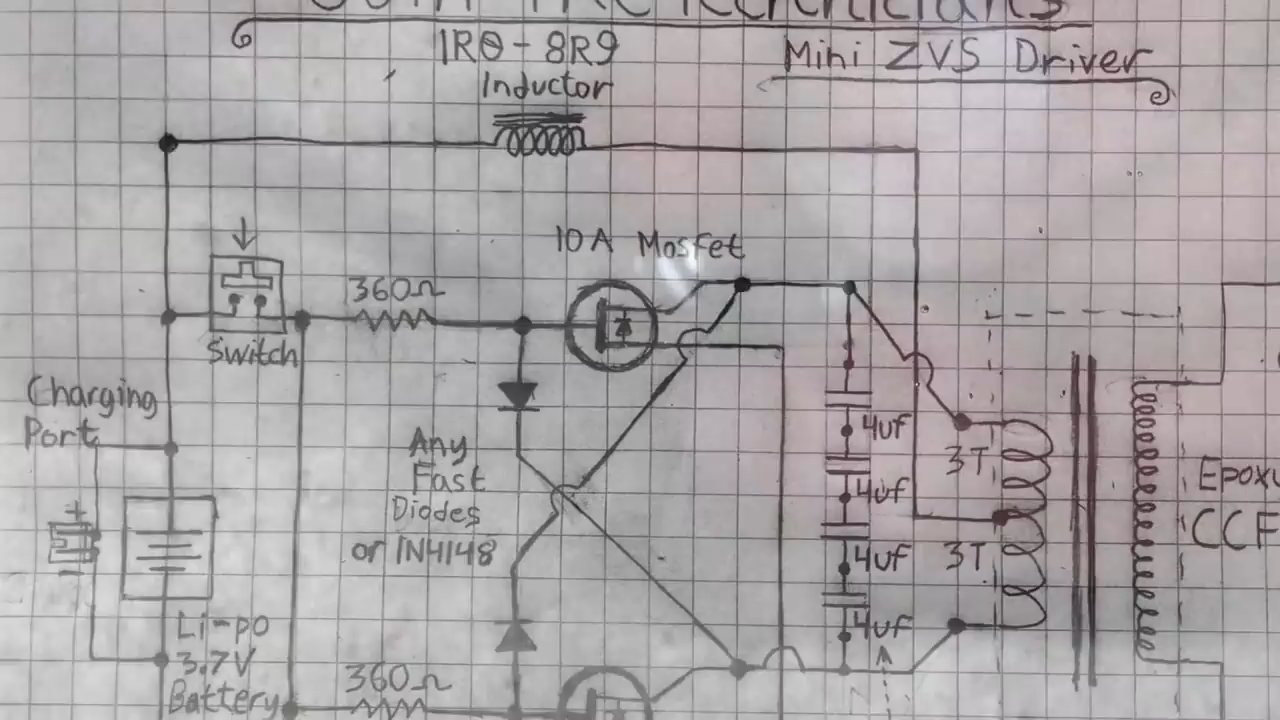 Mini ZVS Driver
1R0 - 8R9
Inductor
10A Mosfet
360Ω
Switch
Charging
Port
Any
Fast
Diodes
or 1N4148
4uf
4uf
4uf
4uf
3T
3T
+
-
Li-po
3.7V
Battery
360Ω